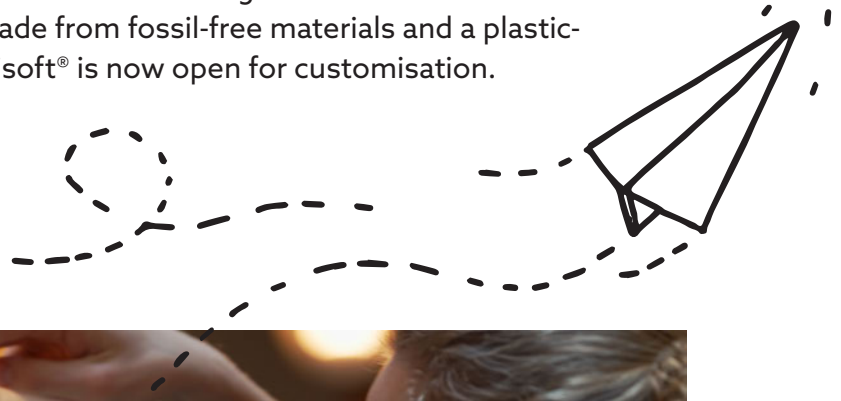 ade from fossil-free materials and a plastic-
soft® is now open for customisation.